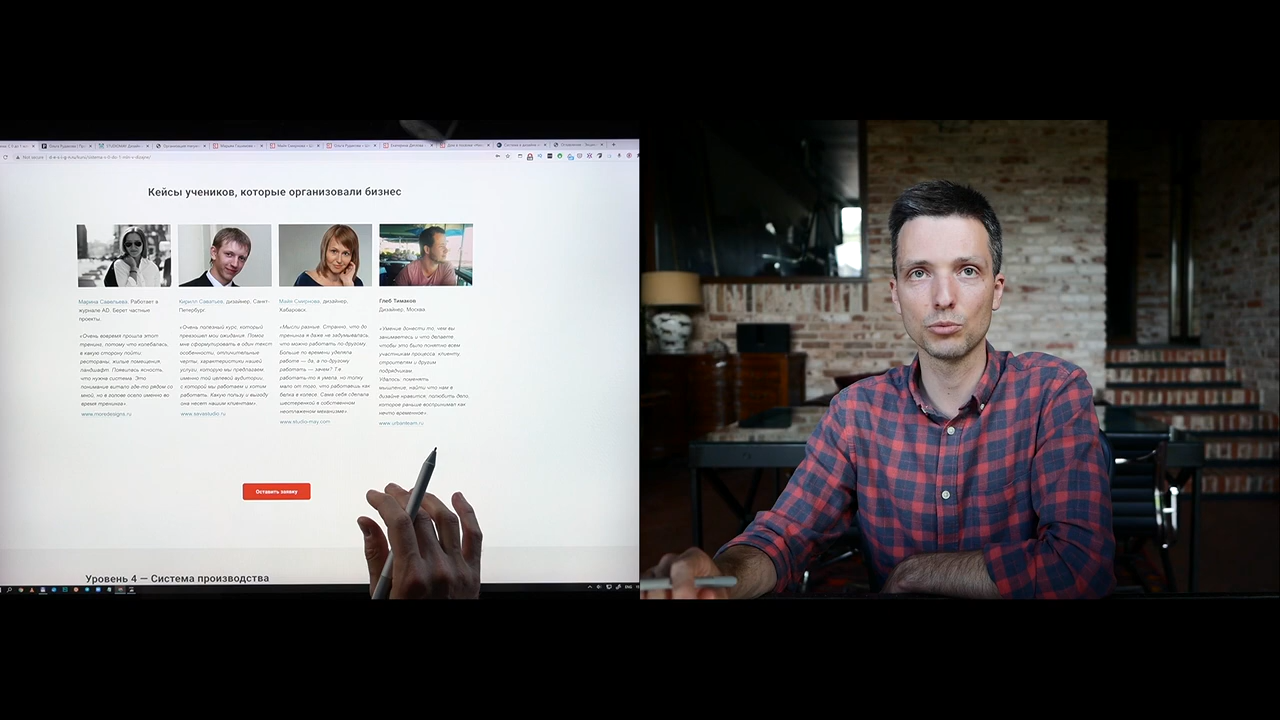 Not secure
Кейсы учеников, которые организовали бизнес
Марина Савельева. Работает в
журнале AD. Берет частные
проекты.
«Очень вовремя прошла этот
тренинг, потому что колебалась,
в какую сторону пойти:
рестораны, жилые помещения,
ландшафт. Появилась ясность,
что нужна система. Это
понимание витало где-то рядом со
мной, но в голове осело именно во
время тренинга».
www.moredesigns.ru
Кирилл Саватьев, дизайнер, Санкт-
Петербург.
«Очень полезный курс, который
превзошел мои ожидания. Помог
мне сформулировать в один текст
особенности, отличительные
черты, характеристики нашей
услуги, которую мы предлагаем
именно той целевой аудитории,
с которой мы работаем и хотим
работать. Какую пользу и выгоду
она несет нашим клиентам».
www.sevastudio.ru
Майя Смирнова, дизайнер,
Хабаровск.
«Мысли разные. Странно, что до
тренинга я даже не задумывалась,
что можно работать по другому.
Больше по времени уделяла
работе — да, а по другому
работать — зачем? Т.е
работать-то я умела, но толку
мало от того, что работаешь как
белка в колесе. Сама себе сделала
шестеренкой в собственном
неотлаженом механизме»
www.studio-may.com
Глеб Тимаков
Дизайнер, Москва.
«Умение донести то, чем вы
занимаетесь и что делаете,
чтобы это было понятно всем
участникам процесса: клиенту,
строителям и другим
подрядчикам.
Удалось: поменять
мышление, найти что нам в
дизайне нравится, полюбить дело,
которое раньше воспринимал как
нечто временное».
www.urbanteam.ru
Оставить заявку
Уровень 4 — Система производства
ENG